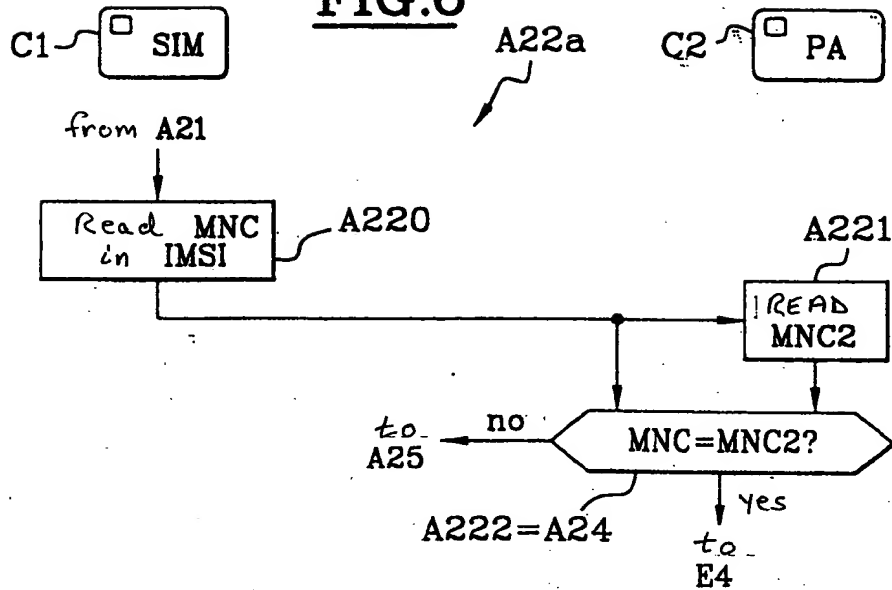 FIG.6
C1
SIM
A22a
C2
PA
from A21
Read MNC
in IMSI
A220
A221
READ
MNC2
to
A25
no
MNC=MNC2?
A222=A24
yes
to
E4